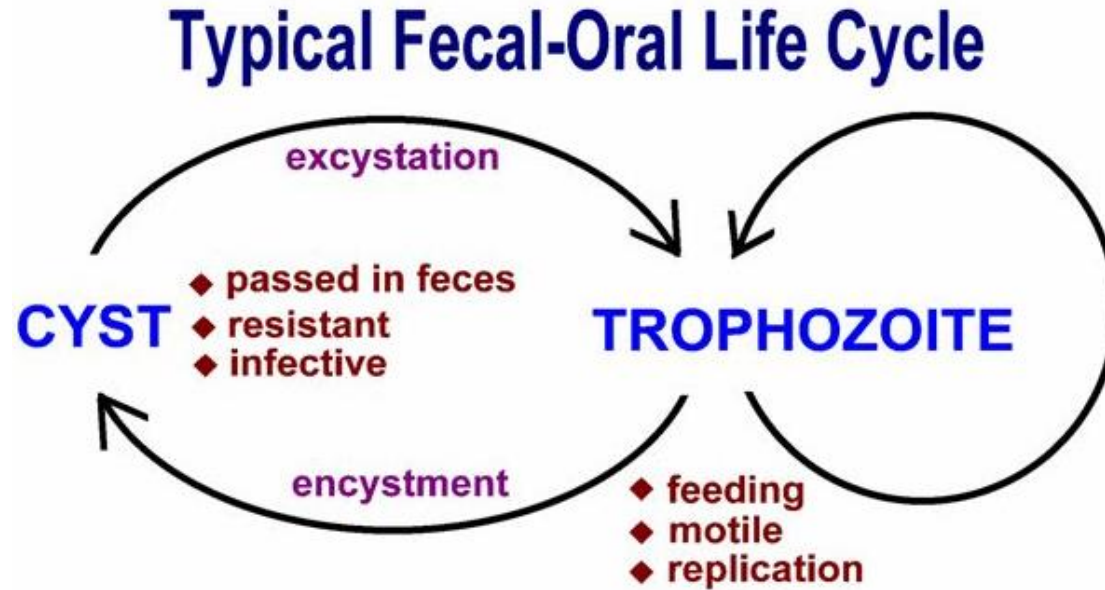 Typical Fecal-Oral Life Cycle
excystation
CYST
◆ passed in feces
◆ resistant
◆ infective
TROPHOZOITE
encystment
◆ feeding
◆ motile
◆ replication